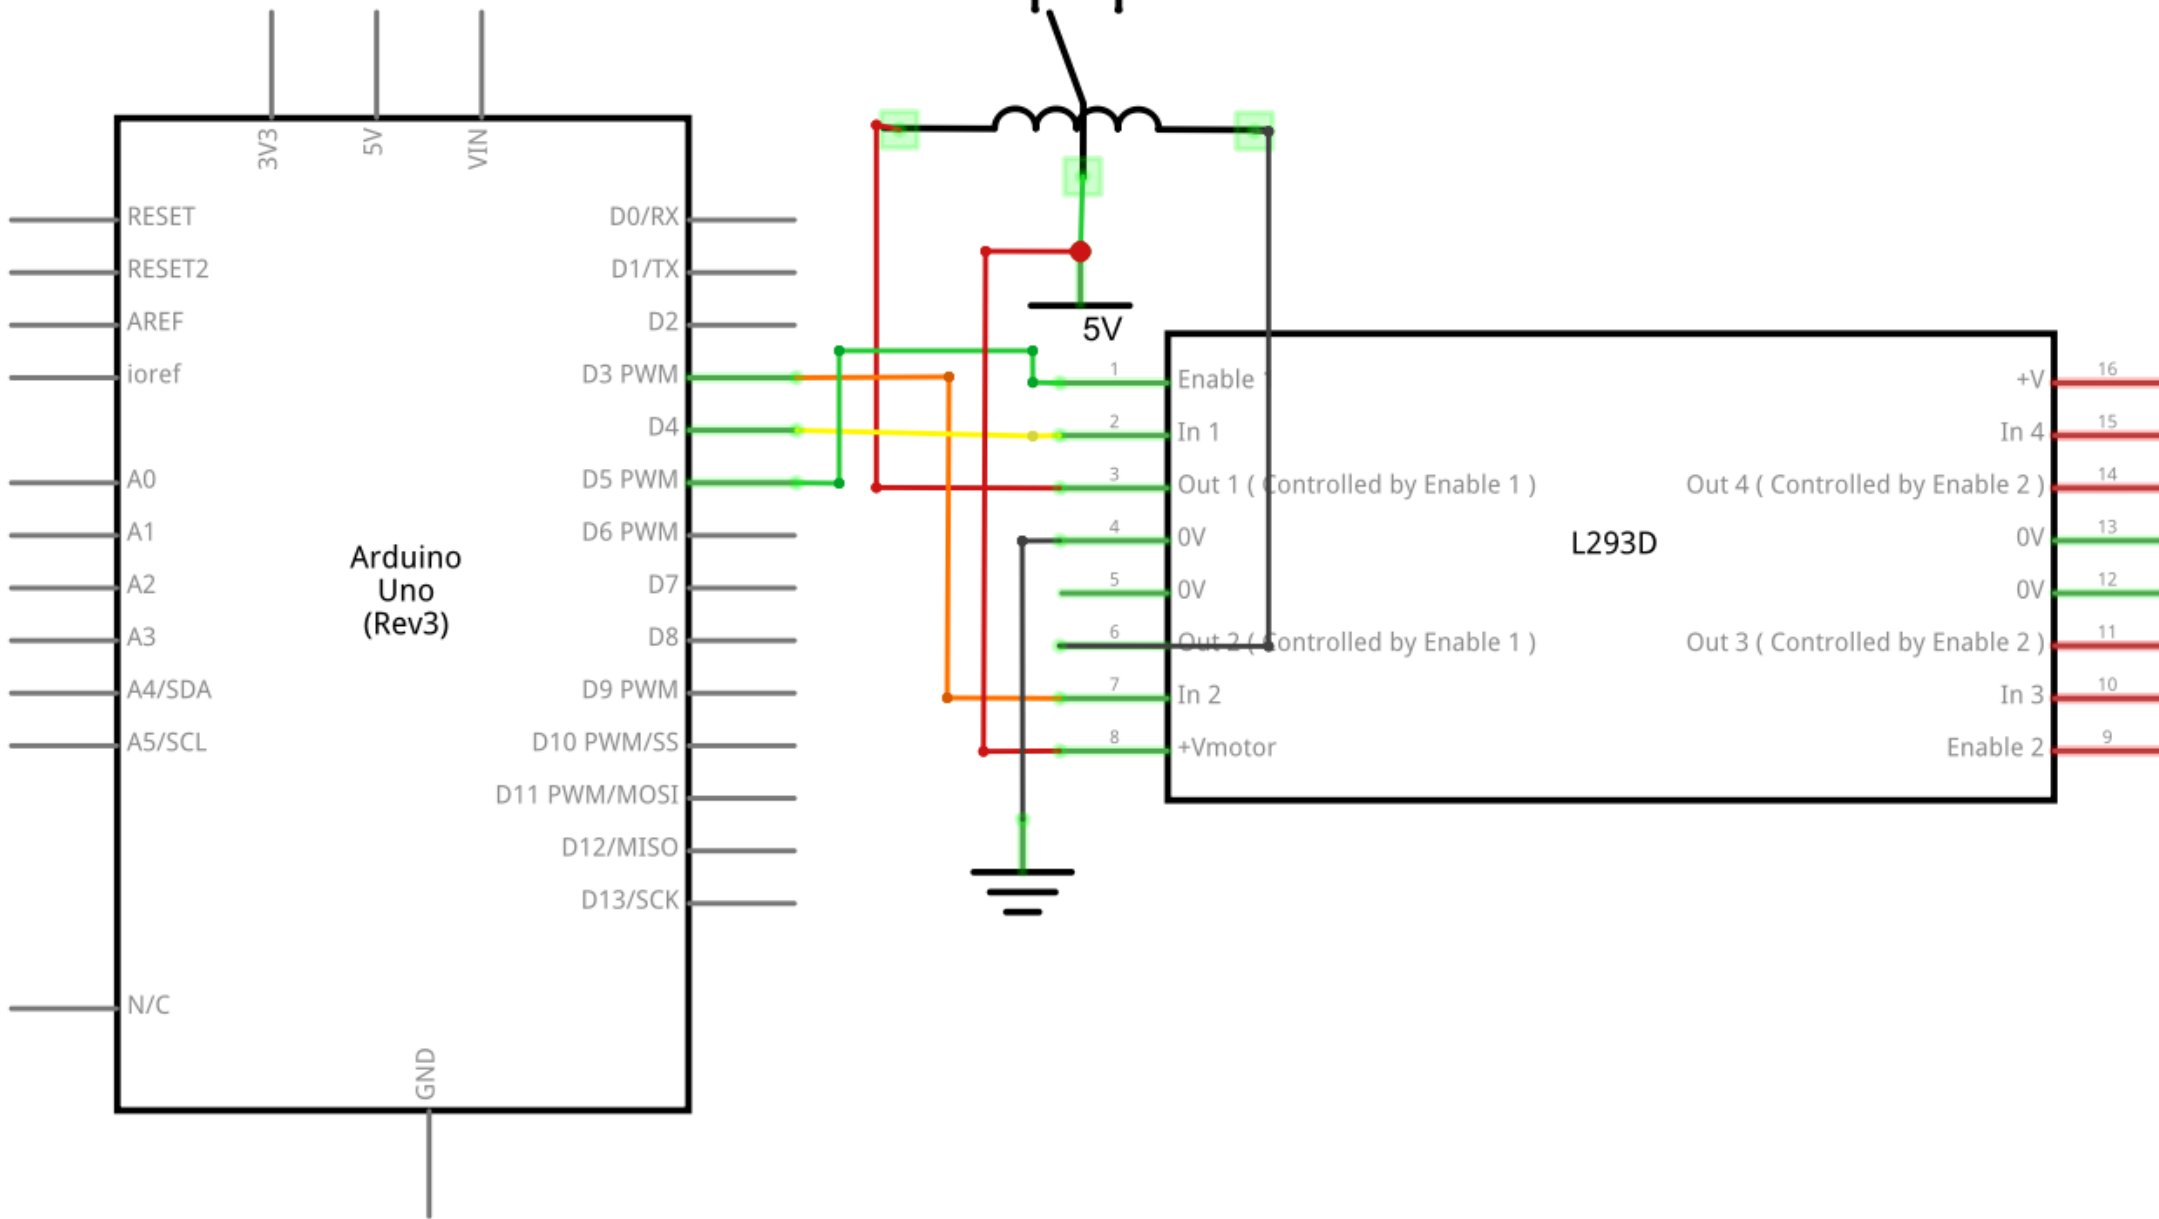 3V3
5V
VIN
RESET
RESET2
AREF
ioref
A0
A1
A2
A3
A4/SDA
A5/SCL
N/C
Arduino
Uno
(Rev3)
D0/RX
D1/TX
D2
D3 PWM
D4
D5 PWM
D6 PWM
D7
D8
D9 PWM
D10 PWM/SS
D11 PWM/MOSI
D12/MISO
D13/SCK
GND
5V
1 Enable 1
2 In 1
3 Out 1 ( Controlled by Enable 1 )
4 0V
5 0V
6 Out 2 ( Controlled by Enable 1 )
7 In 2
8 +Vmotor
L293D
+V 16
In 4 15
Out 4 ( Controlled by Enable 2 ) 14
0V 13
0V 12
Out 3 ( Controlled by Enable 2 ) 11
In 3 10
Enable 2 9